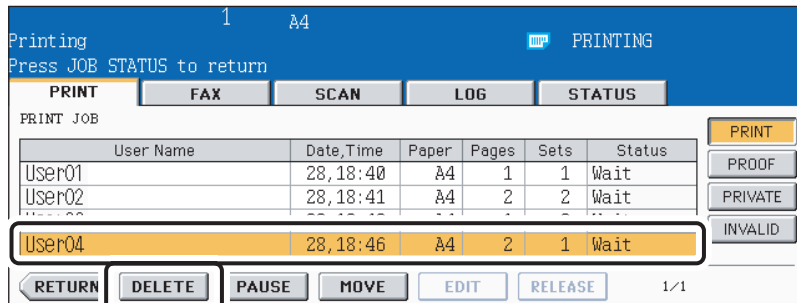 1 A4
Printing PRINTING
Press JOB STATUS to return
PRINT FAX SCAN LOG STATUS
PRINT JOB
PRINT
User Name Date,Time Paper Pages Sets Status
User01 28,18:40 A4 1 1 Wait
PROOF
User02 28,18:41 A4 2 2 Wait
PRIVATE
INVALID
User04 28,18:46 A4 2 1 Wait
RETURN DELETE PAUSE MOVE EDIT RELEASE 1/1